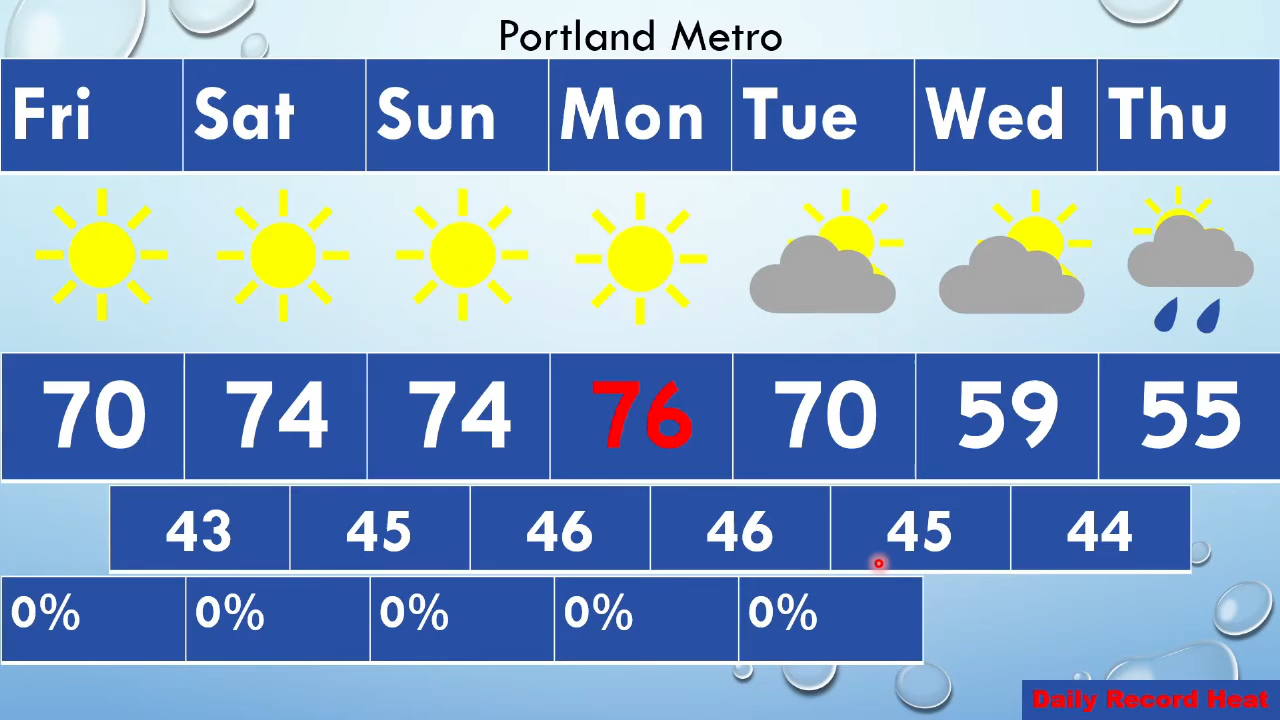 Portland Metro
Fri Sat Sun Mon Tue Wed Thu
70 74 74 76 70 59 55
43 45 46 46 45 44
0% 0% 0% 0% 0%
Daily Record Heat